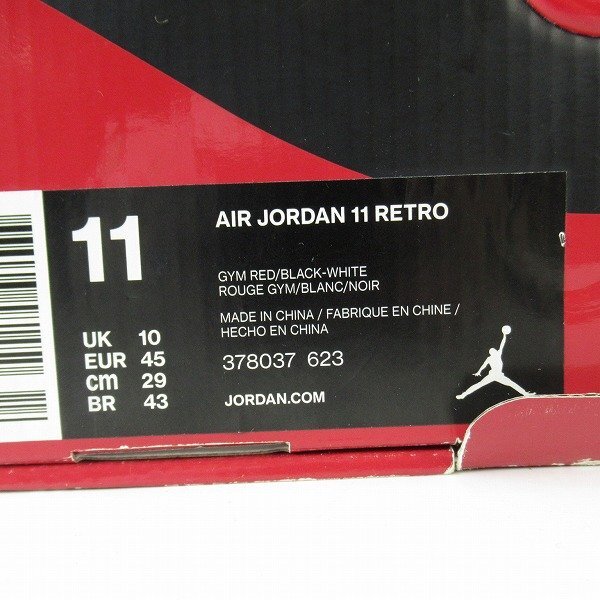 11
AIR JORDAN 11 RETRO
GYM RED/BLACK-WHITE
ROUGE GYM/BLANC/NOIR
MADE IN CHINA / FABRIQUE EN CHINE /
HECHO EN CHINA
UK 10
EUR 45
cm 29
BR 43
378037 623
JORDAN.COM